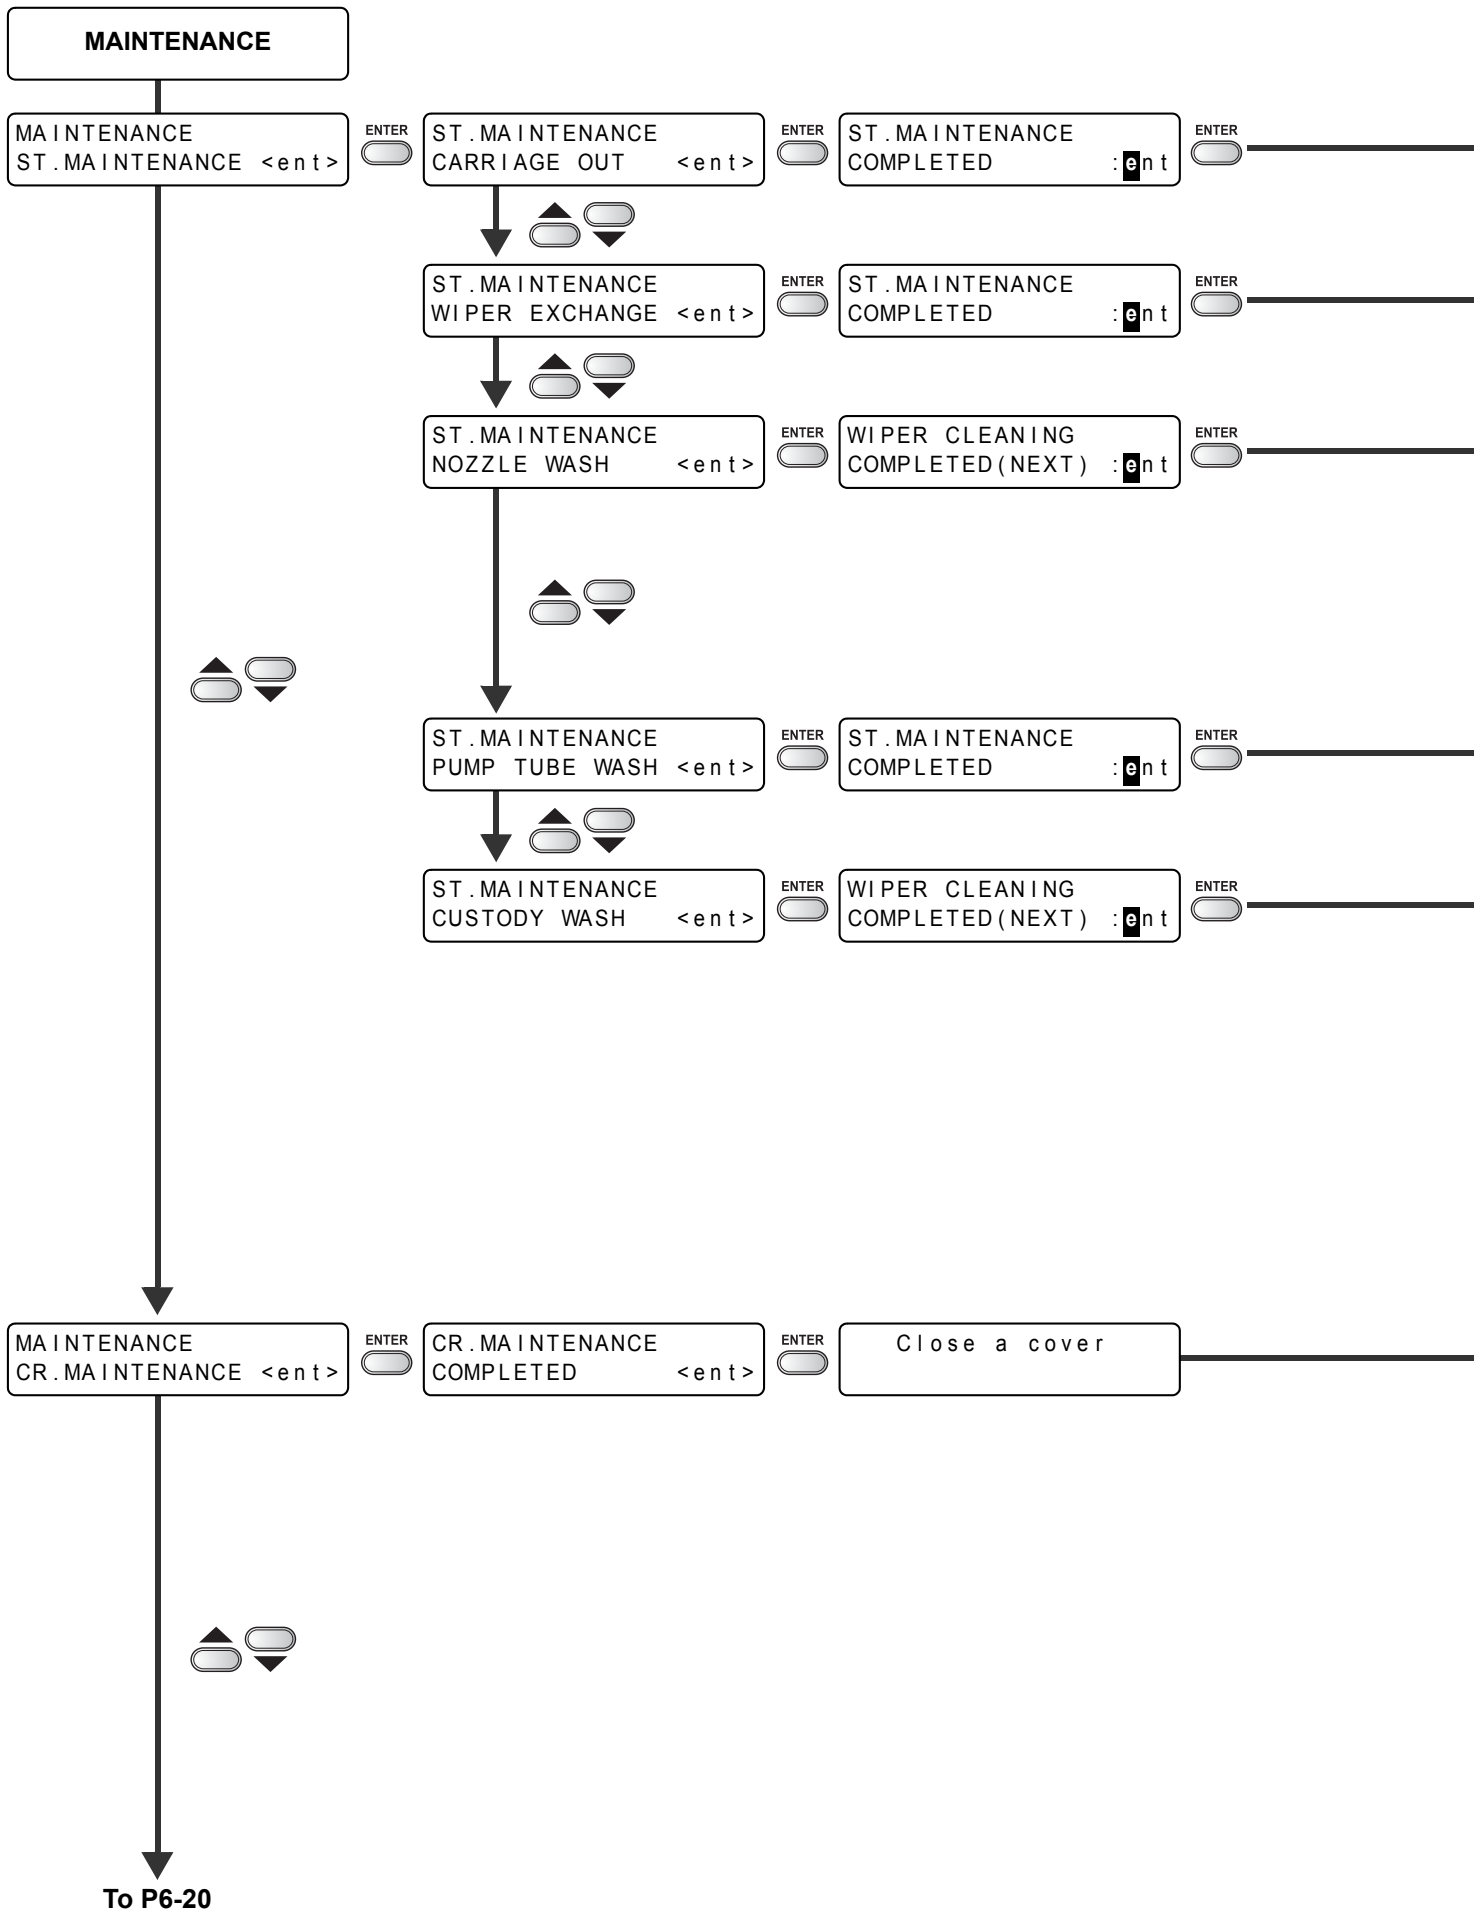 MAINTENANCE
MAINTENANCE
ST.MAINTENANCE <ent>
ENTER
ST.MAINTENANCE
CARRIAGE OUT <ent>
ENTER
ST.MAINTENANCE
COMPLETED :ent
ENTER
ST.MAINTENANCE
WIPER EXCHANGE <ent>
ENTER
ST.MAINTENANCE
COMPLETED :ent
ENTER
ST.MAINTENANCE
NOZZLE WASH <ent>
ENTER
WIPER CLEANING
COMPLETED(NEXT) :ent
ENTER
ST.MAINTENANCE
PUMP TUBE WASH <ent>
ENTER
ST.MAINTENANCE
COMPLETED :ent
ENTER
ST.MAINTENANCE
CUSTODY WASH <ent>
ENTER
WIPER CLEANING
COMPLETED(NEXT) :ent
ENTER
MAINTENANCE
CR.MAINTENANCE <ent>
ENTER
CR.MAINTENANCE
COMPLETED <ent>
ENTER
Close a cover
To P6-20